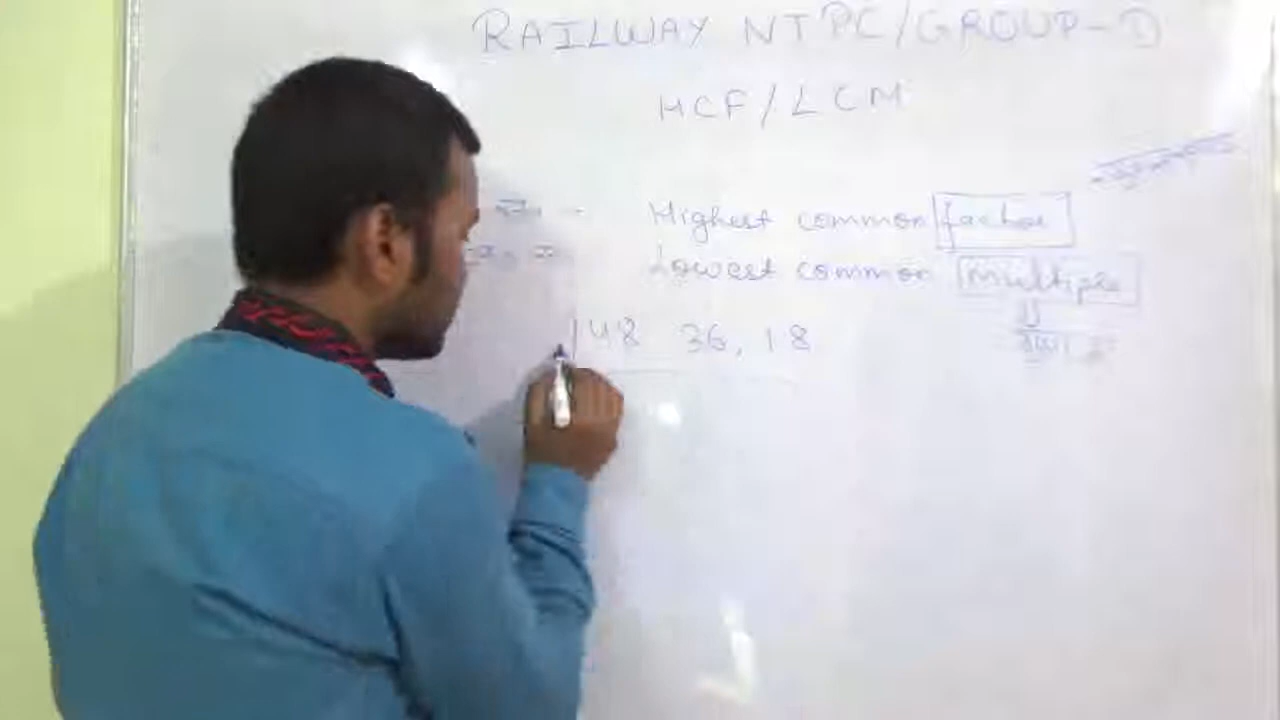 RAILWAY NTPC/GROUP-D
HCF/LCM
- Highest common factor
Lowest common multiple
48 36, 18